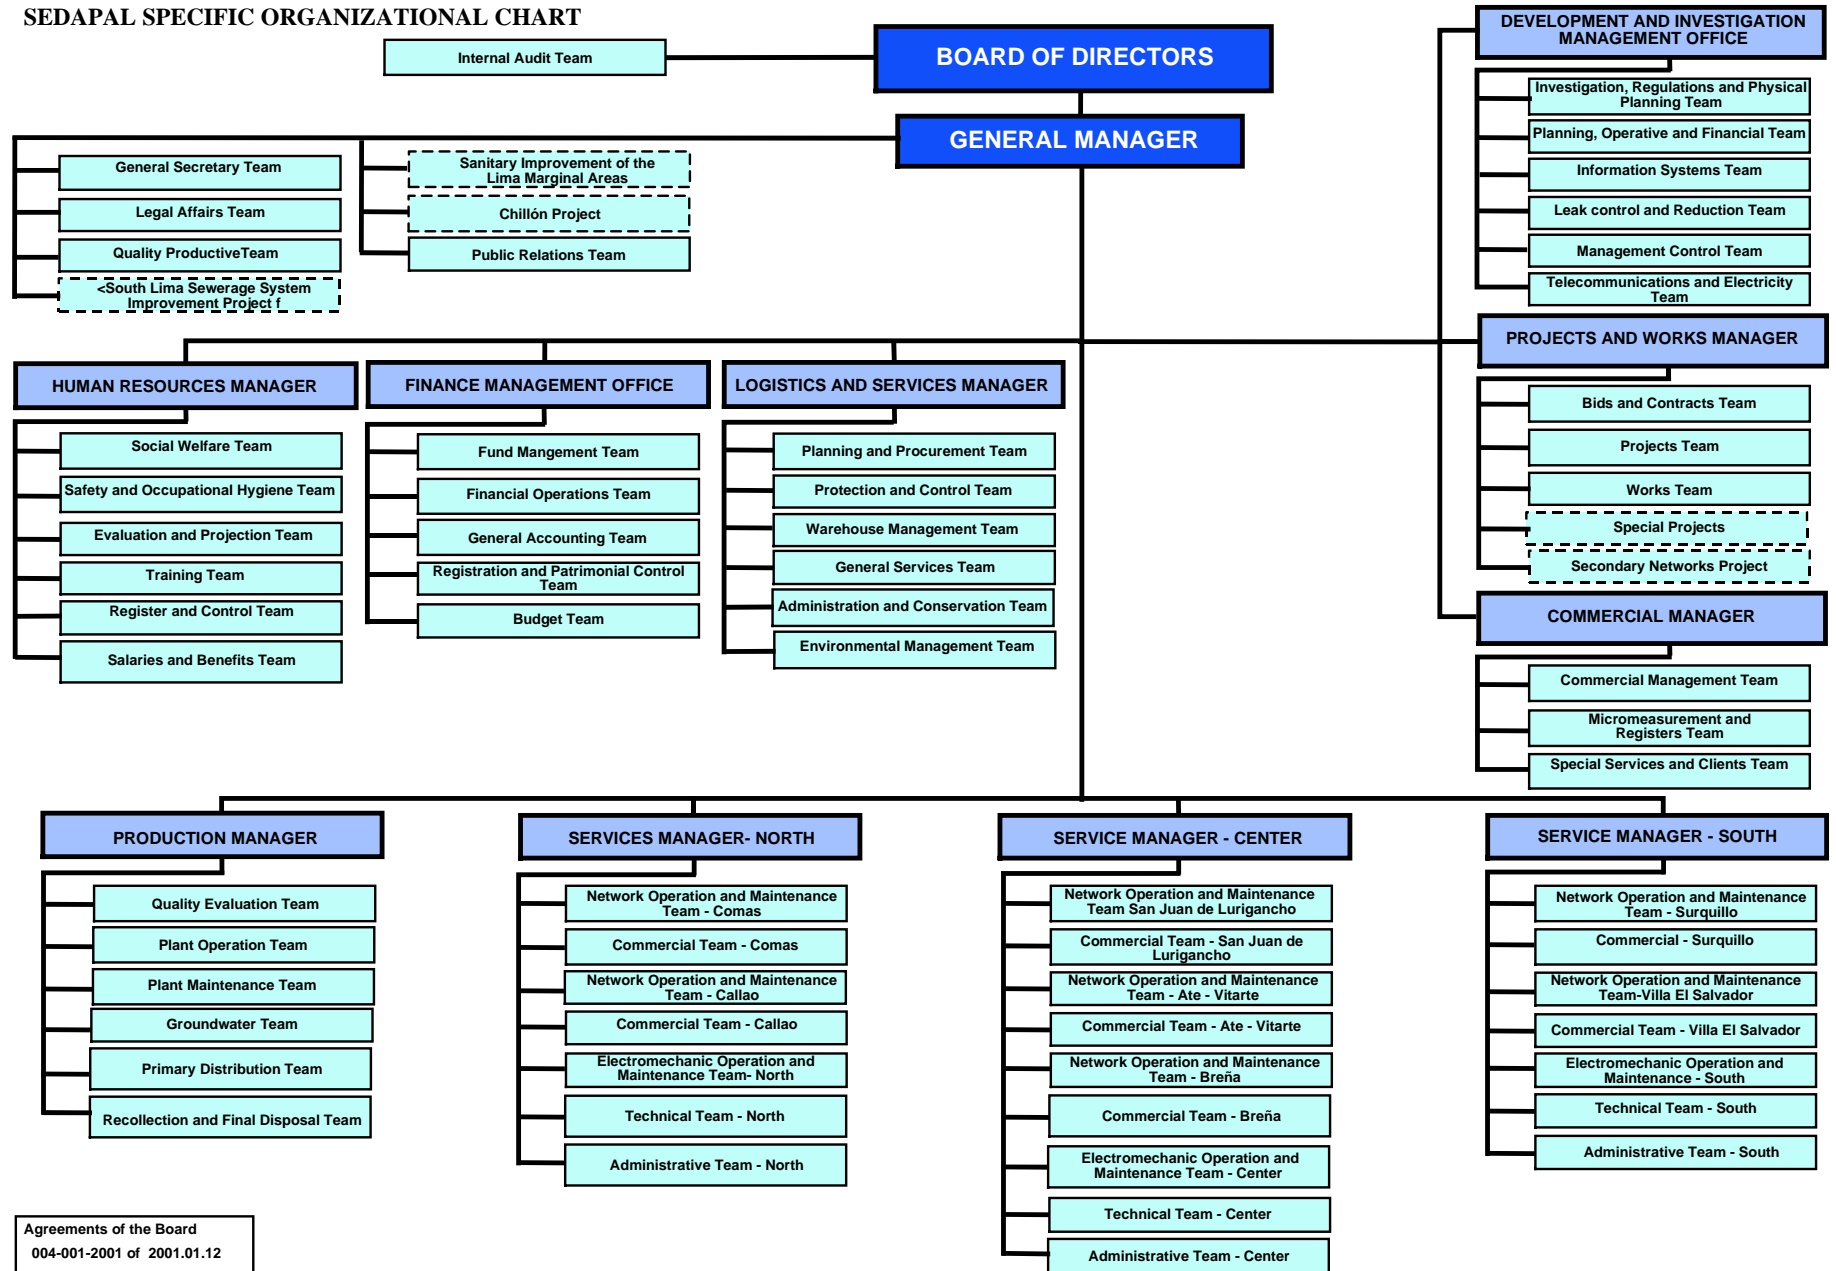 SEDAPAL SPECIFIC ORGANIZATIONAL CHART
Internal Audit Team
BOARD OF DIRECTORS
GENERAL MANAGER
General Secretary Team
Legal Affairs Team
Quality ProductiveTeam
<South Lima Sewerage System
Improvement Project f
Sanitary Improvement of the
Lima Marginal Areas
Chillón Project
Public Relations Team
DEVELOPMENT AND INVESTIGATION
MANAGEMENT OFFICE
Investigation, Regulations and Physical
Planning Team
Planning, Operative and Financial Team
Information Systems Team
Leak control and Reduction Team
Management Control Team
Telecommunications and Electricity
Team
PROJECTS AND WORKS MANAGER
Bids and Contracts Team
Projects Team
Works Team
Special Projects
Secondary Networks Project
COMMERCIAL MANAGER
Commercial Management Team
Micromeasurement and
Registers Team
Special Services and Clients Team
HUMAN RESOURCES MANAGER
Social Welfare Team
Safety and Occupational Hygiene Team
Evaluation and Projection Team
Training Team
Register and Control Team
Salaries and Benefits Team
FINANCE MANAGEMENT OFFICE
Fund Mangement Team
Financial Operations Team
General Accounting Team
Registration and Patrimonial Control
Team
Budget Team
LOGISTICS AND SERVICES MANAGER
Planning and Procurement Team
Protection and Control Team
Warehouse Management Team
General Services Team
Administration and Conservation Team
Environmental Management Team
PRODUCTION MANAGER
Quality Evaluation Team
Plant Operation Team
Plant Maintenance Team
Groundwater Team
Primary Distribution Team
Recollection and Final Disposal Team
SERVICES MANAGER- NORTH
Network Operation and Maintenance
Team - Comas
Commercial Team - Comas
Network Operation and Maintenance
Team - Callao
Commercial Team - Callao
Electromechanic Operation and
Maintenance Team- North
Technical Team - North
Administrative Team - North
SERVICE MANAGER - CENTER
Network Operation and Maintenance
Team San Juan de Lurigancho
Commercial Team - San Juan de
Lurigancho
Network Operation and Maintenance
Team - Ate - Vitarte
Commercial Team - Ate - Vitarte
Network Operation and Maintenance
Team - Breña
Commercial Team - Breña
Electromechanic Operation and
Maintenance Team - Center
Technical Team - Center
Administrative Team - Center
SERVICE MANAGER - SOUTH
Network Operation and Maintenance
Team - Surquillo
Commercial - Surquillo
Network Operation and Maintenance
Team-Villa El Salvador
Commercial Team - Villa El Salvador
Electromechanic Operation and
Maintenance - South
Technical Team - South
Administrative Team - South
Agreements of the Board
004-001-2001 of 2001.01.12